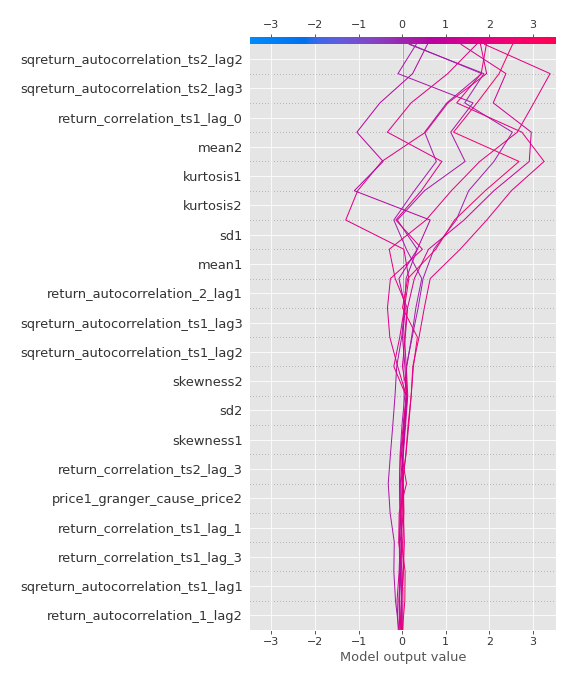 −3 −2 −1 0 1 2 3
sqreturn_autocorrelation_ts2_lag2
sqreturn_autocorrelation_ts2_lag3
return_correlation_ts1_lag_0
mean2
kurtosis1
kurtosis2
sd1
mean1
return_autocorrelation_2_lag1
sqreturn_autocorrelation_ts1_lag3
sqreturn_autocorrelation_ts1_lag2
skewness2
sd2
skewness1
return_correlation_ts2_lag_3
price1_granger_cause_price2
return_correlation_ts1_lag_1
return_correlation_ts1_lag_3
sqreturn_autocorrelation_ts1_lag1
return_autocorrelation_1_lag2
−3 −2 −1 0 1 2 3
Model output value